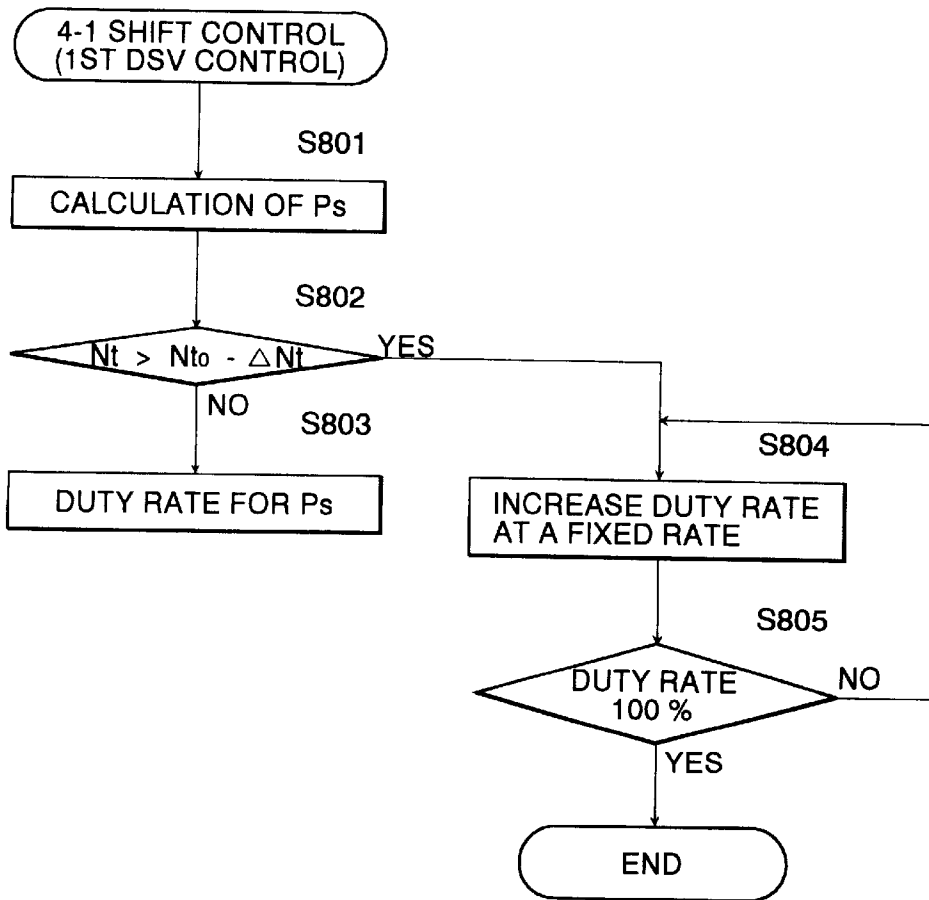 4-1 SHIFT CONTROL
(1ST DSV CONTROL)
S801
CALCULATION OF Ps
S802
Nt > Nto - △Nt
YES
NO
S803
DUTY RATE FOR Ps
S804
INCREASE DUTY RATE
AT A FIXED RATE
S805
DUTY RATE
100 %
NO
YES
END